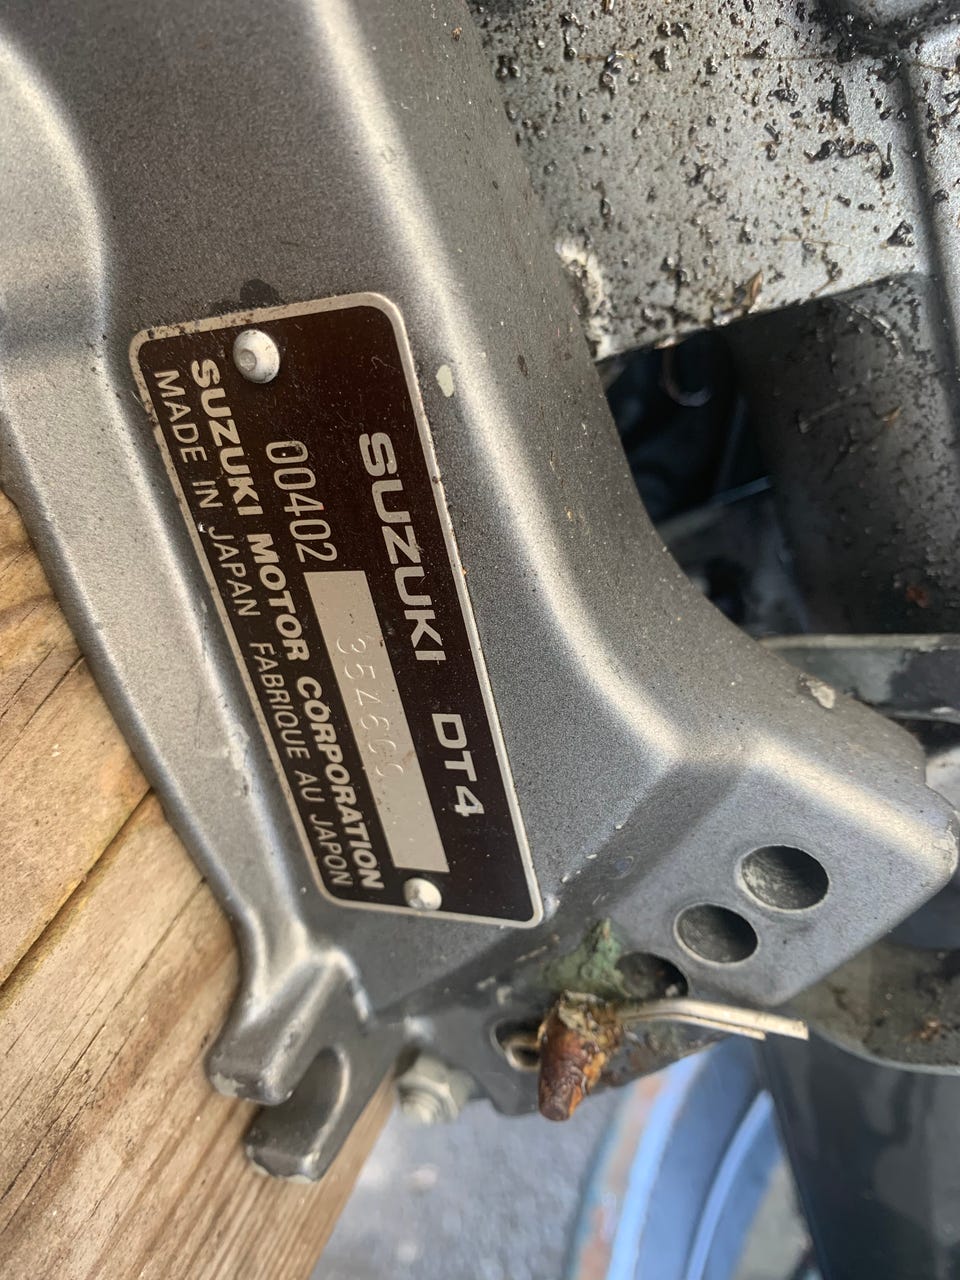 SUZUKI DT4
00402
SUZUKI MOTOR CORPORATION
MADE IN JAPAN FABRIQUE AU JAPON